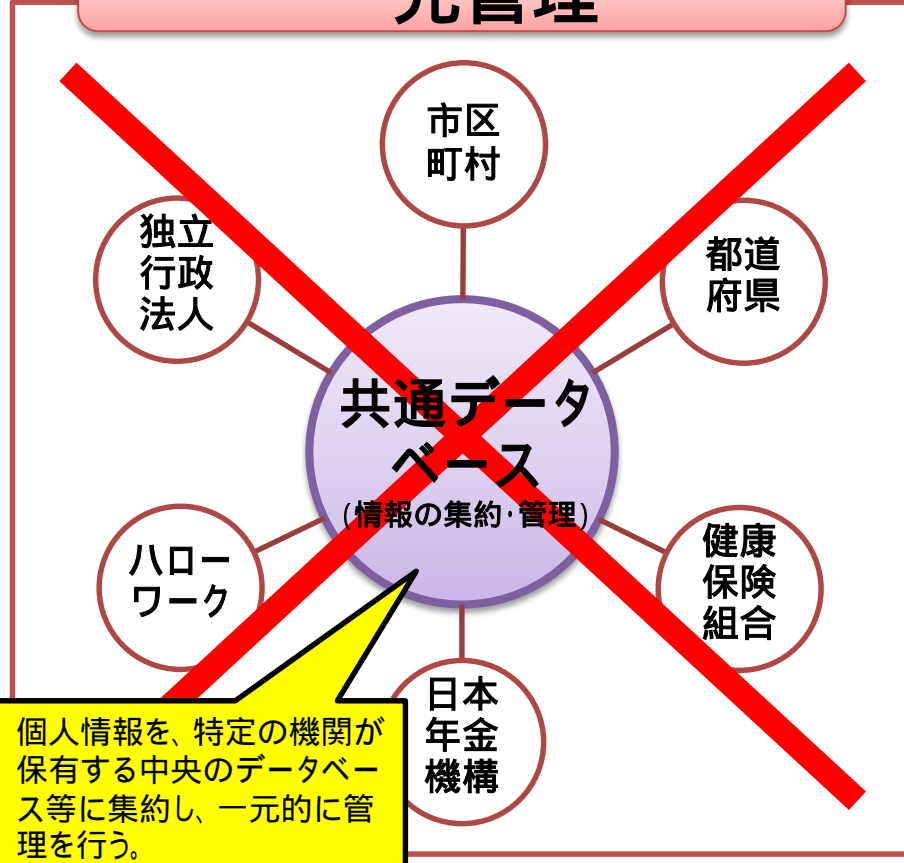 元管理
市区
町村
独立
行政
法人
都道
府県
共通データ
ベース
(情報の集約・管理)
ハロー
ワーク
健康
保険
組合
日本
年金
機構
個人情報を、特定の機関が
保有する中央のデータベー
ス等に集約し、一元的に管
理を行う。